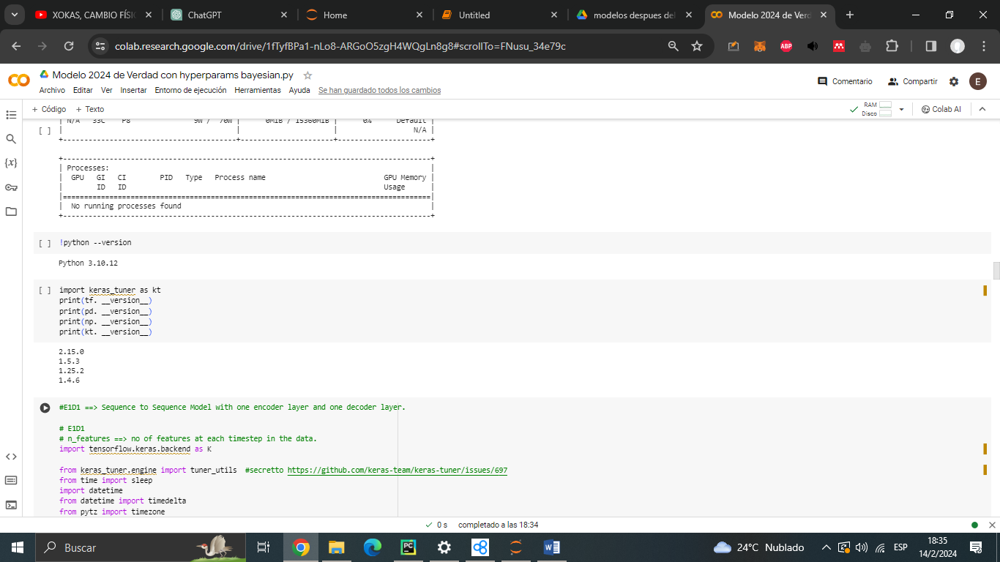 XOKAS, CAMBIO FÍSI
ChatGPT
Home
Untitled
modelos despues del
Modelo 2024 de Verd
colab.research.google.com/drive/1fTyfBPa1-nLo8-ARGoO5zgH4WQgLn8g8#scrollTo=FNusu_34e79c
ABP
Modelo 2024 de Verdad con hyperparams bayesian.py
Archivo Editar Ver Insertar Entorno de ejecución Herramientas Ayuda Se han guardado todos los cambios
Comentario Compartir E
+ Código + Texto
RAM
Disco
Colab AI
| N/A 33C P8 9W / 70W | 0MiB / 15360MiB | 0% Default |
[ ] | | | N/A |
+-----------------------------------------+----------------------+----------------------+
+---------------------------------------------------------------------------------------+
| Processes: |
| GPU GI CI PID Type Process name GPU Memory |
| ID ID Usage |
|=======================================================================================|
| No running processes found |
+---------------------------------------------------------------------------------------+
[ ] !python --version
Python 3.10.12
[ ] import keras_tuner as kt
print(tf. __version__)
print(pd. __version__)
print(np. __version__)
print(kt. __version__)
2.15.0
1.5.3
1.25.2
1.4.6
#E1D1 ==> Sequence to Sequence Model with one encoder layer and one decoder layer.
# E1D1
# n_features ==> no of features at each timestep in the data.
import tensorflow.keras.backend as K
from keras_tuner.engine import tuner_utils #secretto https://github.com/keras-team/keras-tuner/issues/697
from time import sleep
import datetime
from datetime import timedelta
from pytz import timezone
0 s completado a las 18:34
Buscar
PC
W
24°C Nublado
ESP
18:35
14/2/2024